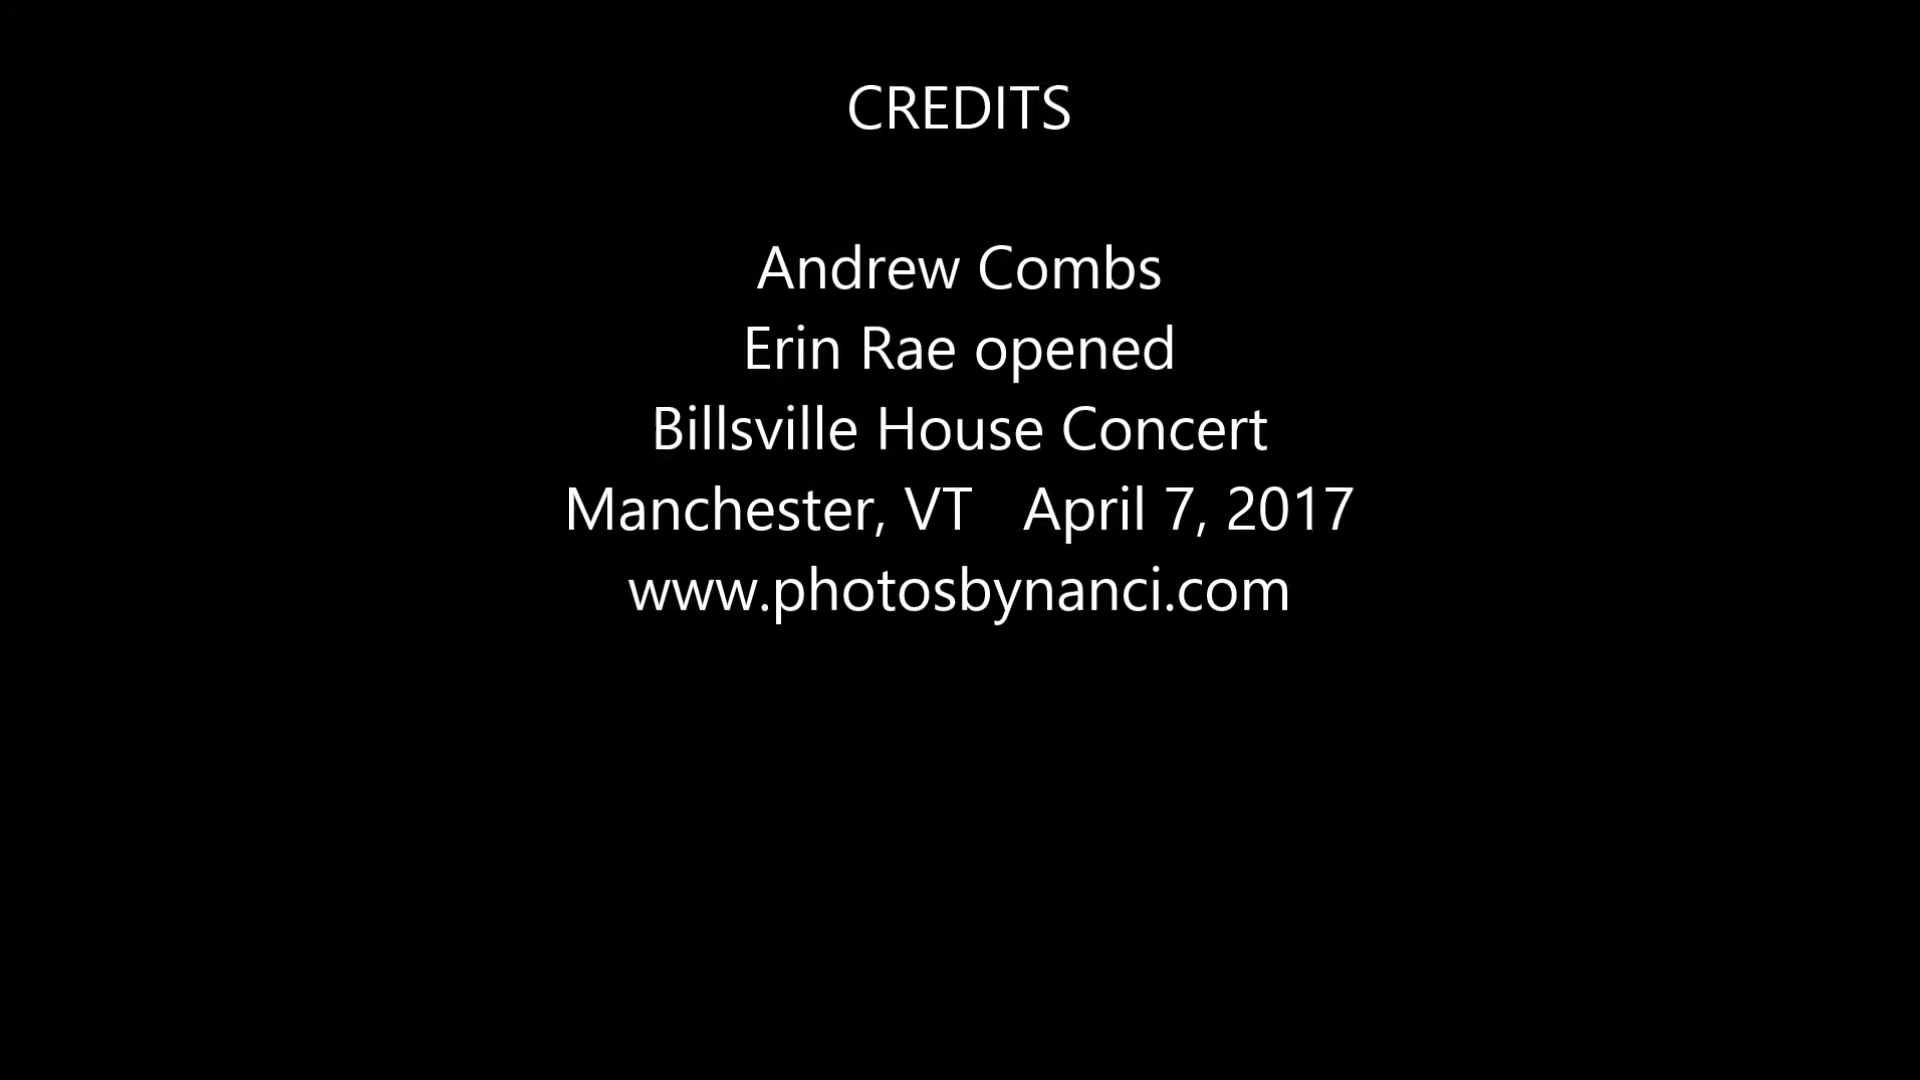 CREDITS
Andrew Combs
Erin Rae opened
Billsville House Concert
Manchester, VT   April 7, 2017
www.photosbynanci.com